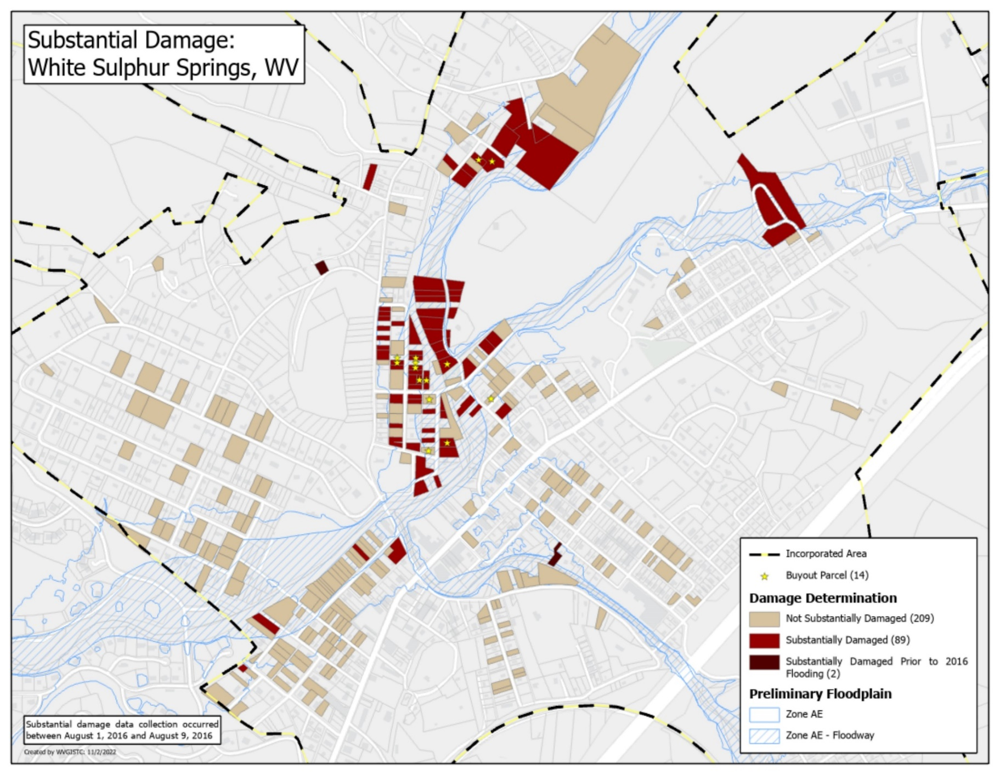 Substantial Damage:
White Sulphur Springs, WV
Incorporated Area
Buyout Parcel (14)
Damage Determination
Not Substantially Damaged (209)
Substantially Damaged (89)
Substantially Damaged Prior to 2016
Flooding (2)
Preliminary Floodplain
Zone AE
Zone AE - Floodway
Substantial damage data collection occurred
between August 1, 2016 and August 9, 2016
Created by WVGISTC: 11/2/2022